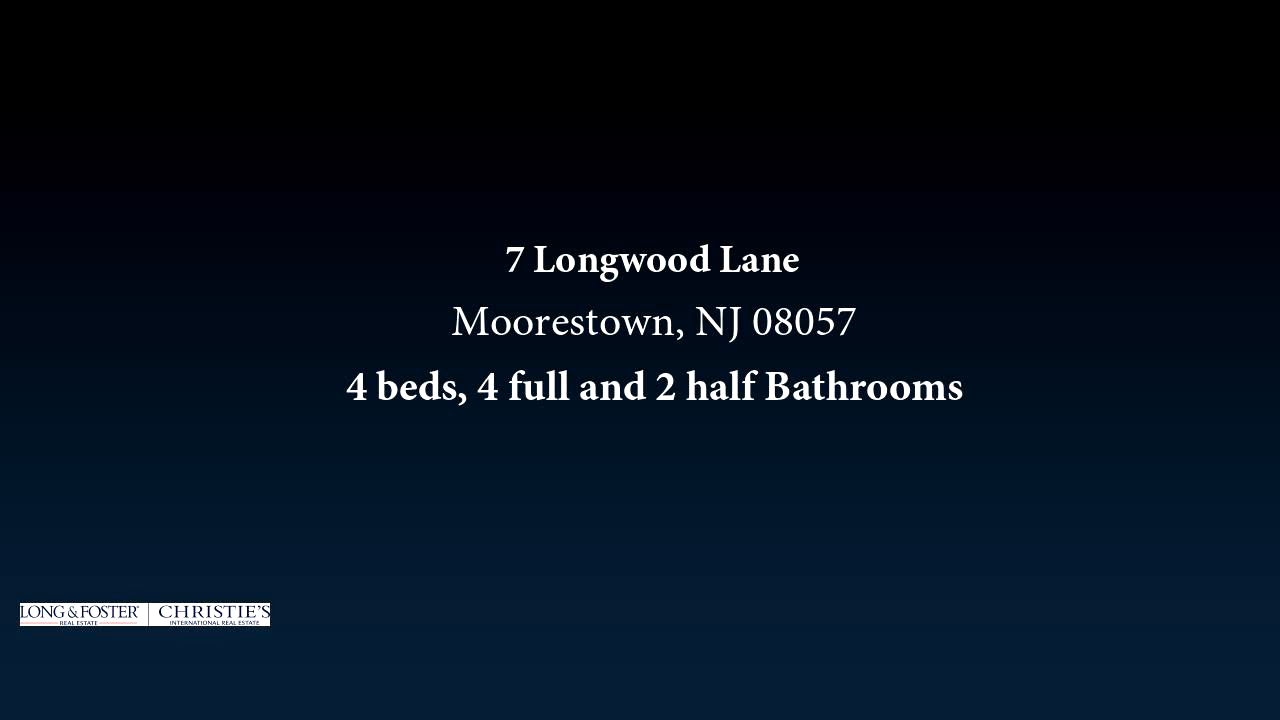 7 Longwood Lane
Moorestown, NJ 08057
4 beds, 4 full and 2 half Bathrooms
LONG & FOSTER® CHRISTIE'S
REAL ESTATE INTERNATIONAL REAL ESTATE